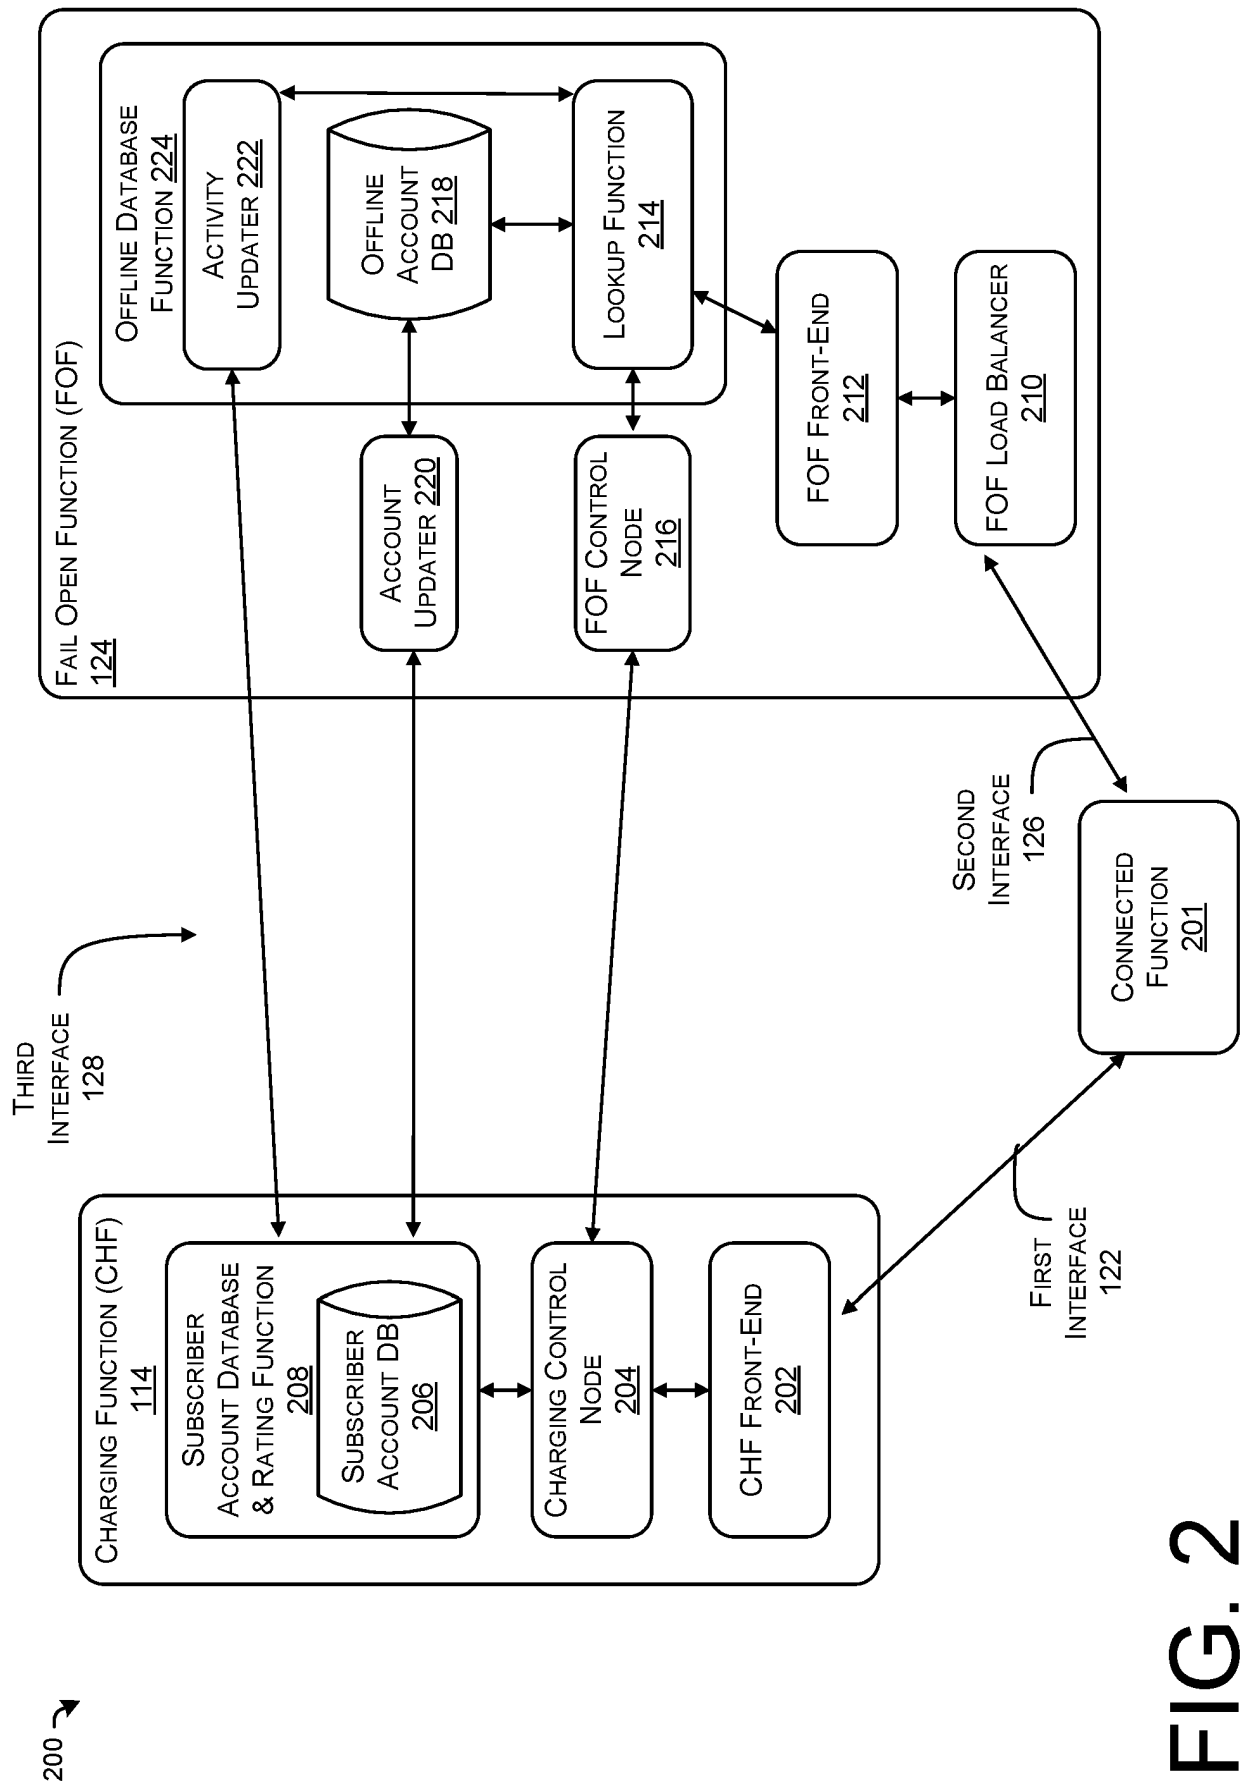 200
THIRD
INTERFACE
128
CHARGING FUNCTION (CHF)
114
SUBSCRIBER
ACCOUNT DATABASE
& RATING FUNCTION
208
SUBSCRIBER
ACCOUNT DB
206
CHARGING CONTROL
NODE
204
CHF FRONT-END
202
FIRST
INTERFACE
122
CONNECTED
FUNCTION
201
SECOND
INTERFACE
126
FAIL OPEN FUNCTION (FOF)
124
OFFLINE DATABASE
FUNCTION 224
ACTIVITY
UPDATER 222
OFFLINE
ACCOUNT
DB 218
ACCOUNT
UPDATER 220
LOOKUP FUNCTION
214
FOF CONTROL
NODE
216
FOF FRONT-END
212
FOF LOAD BALANCER
210
FIG. 2